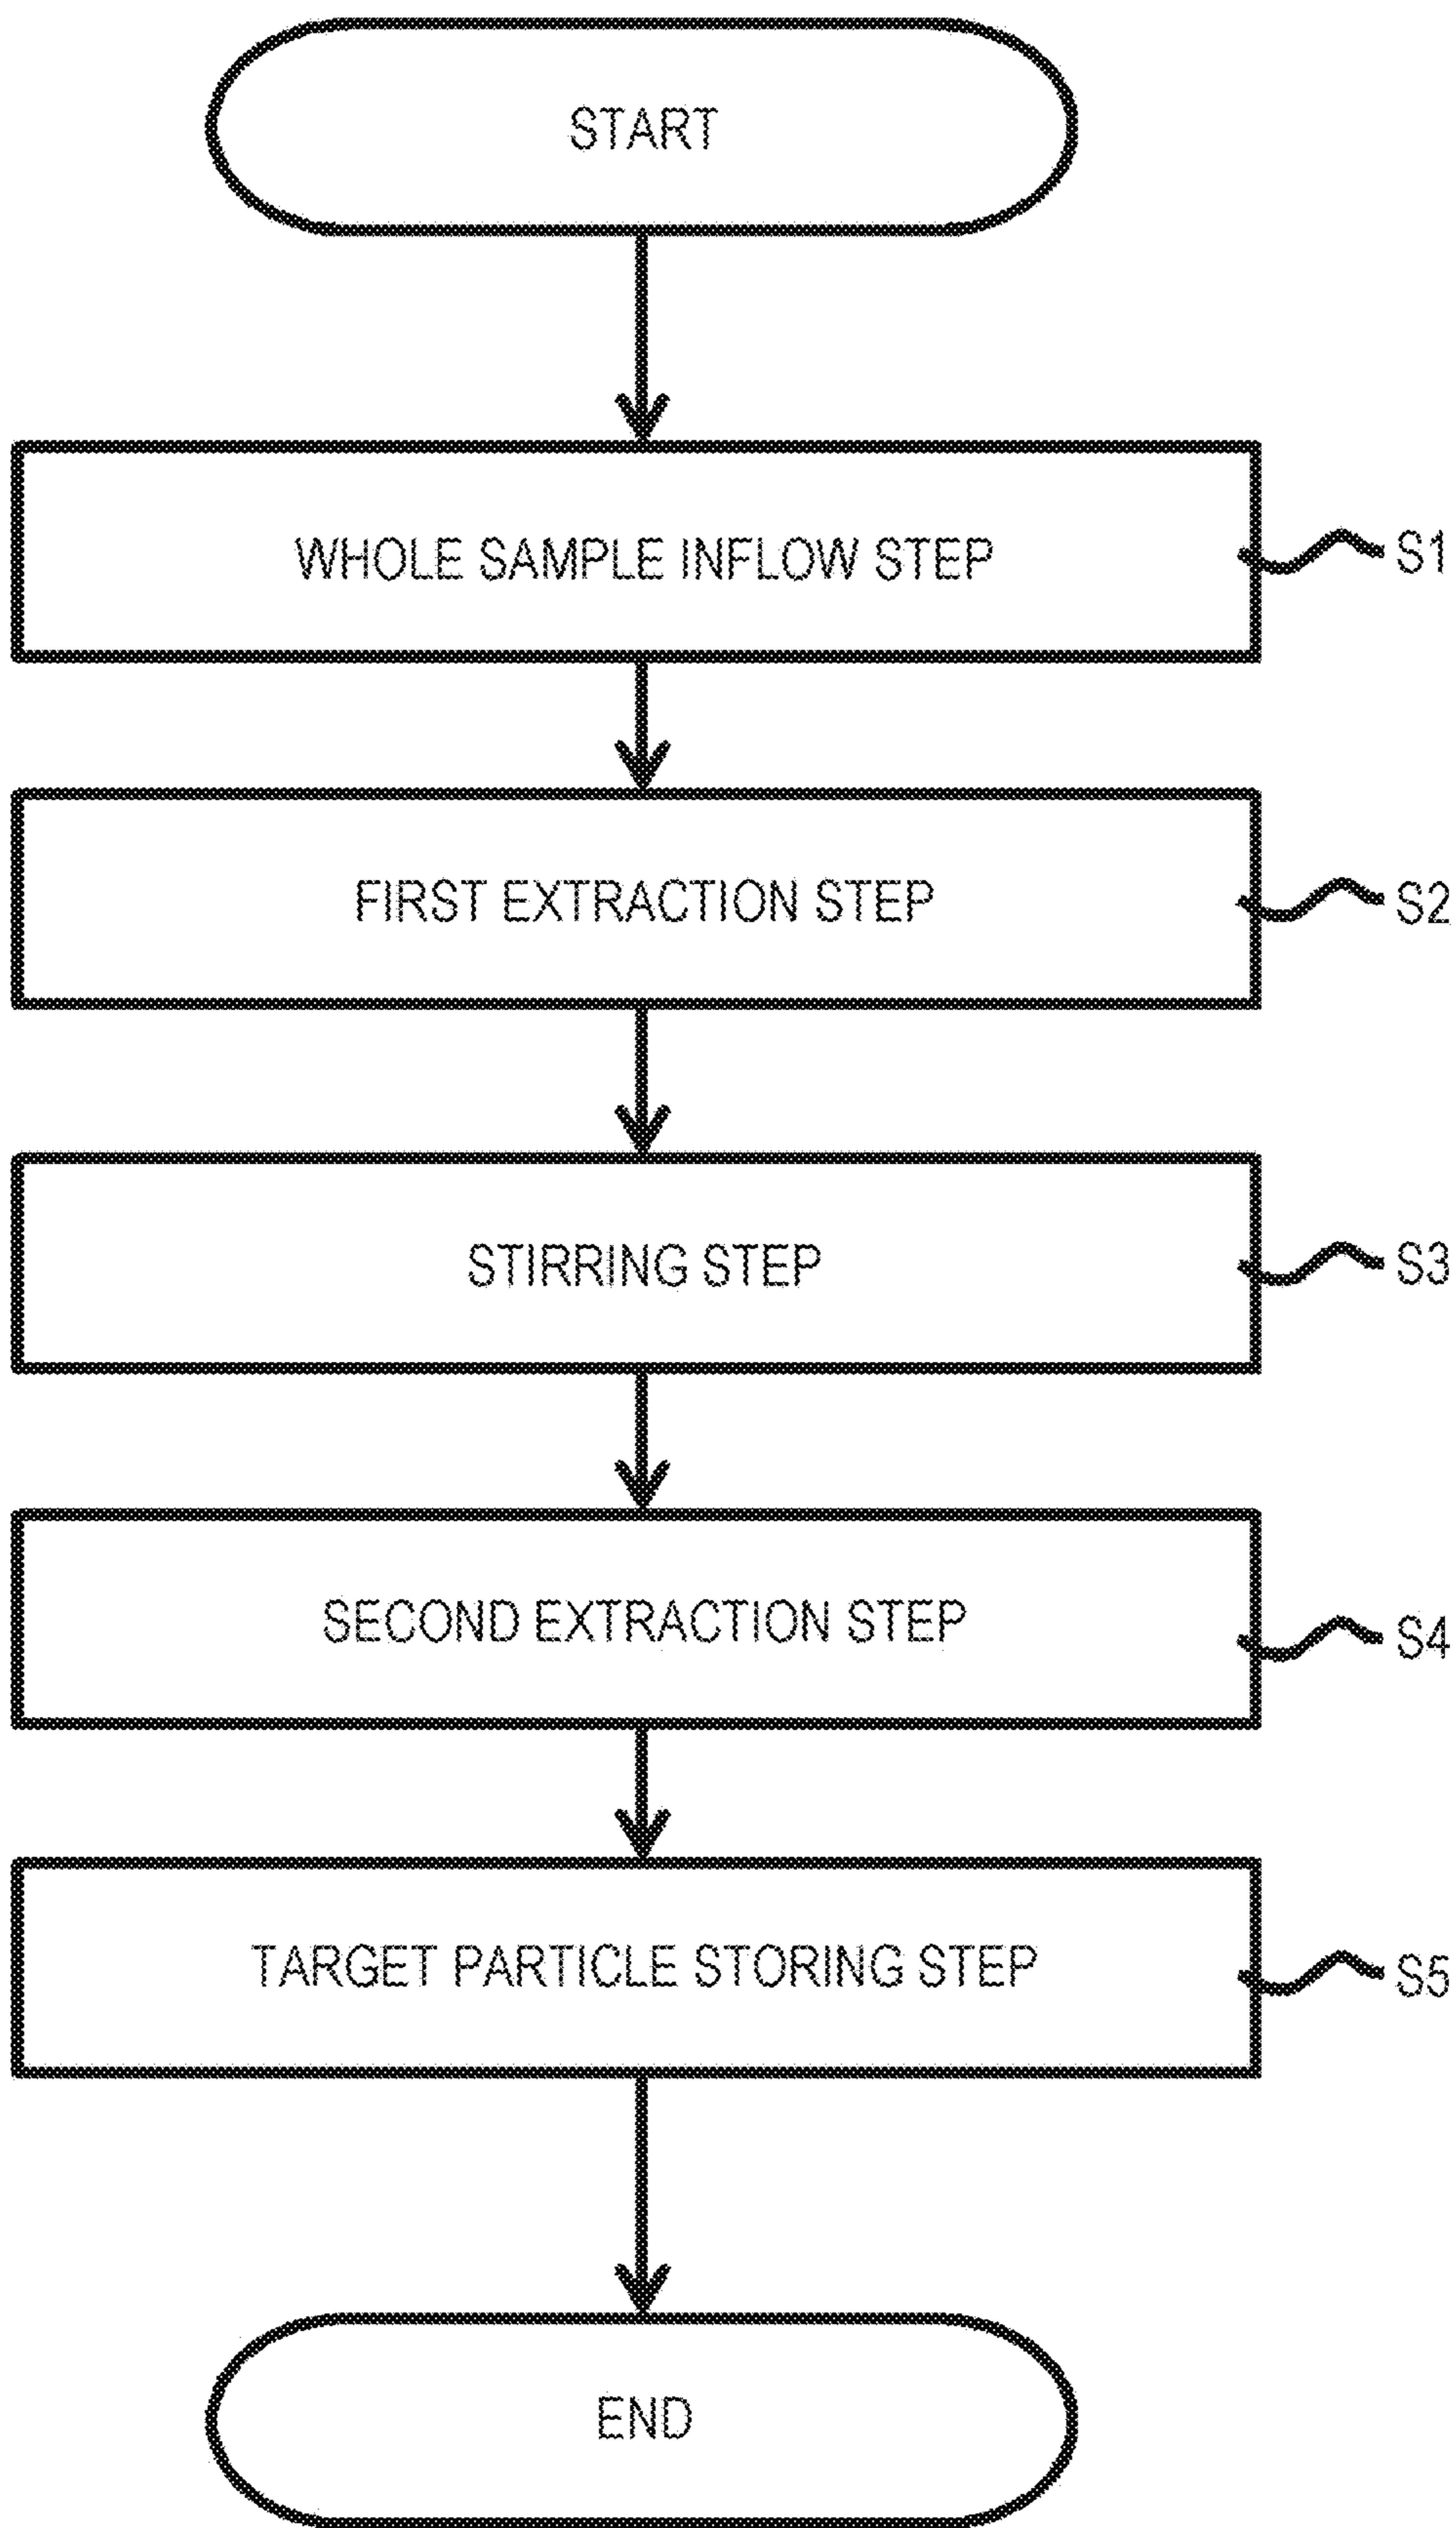 START
WHOLE SAMPLE INFLOW STEP
S1
FIRST EXTRACTION STEP
S2
STIRRING STEP
S3
SECOND EXTRACTION STEP
S4
TARGET PARTICLE STORING STEP
S5
END